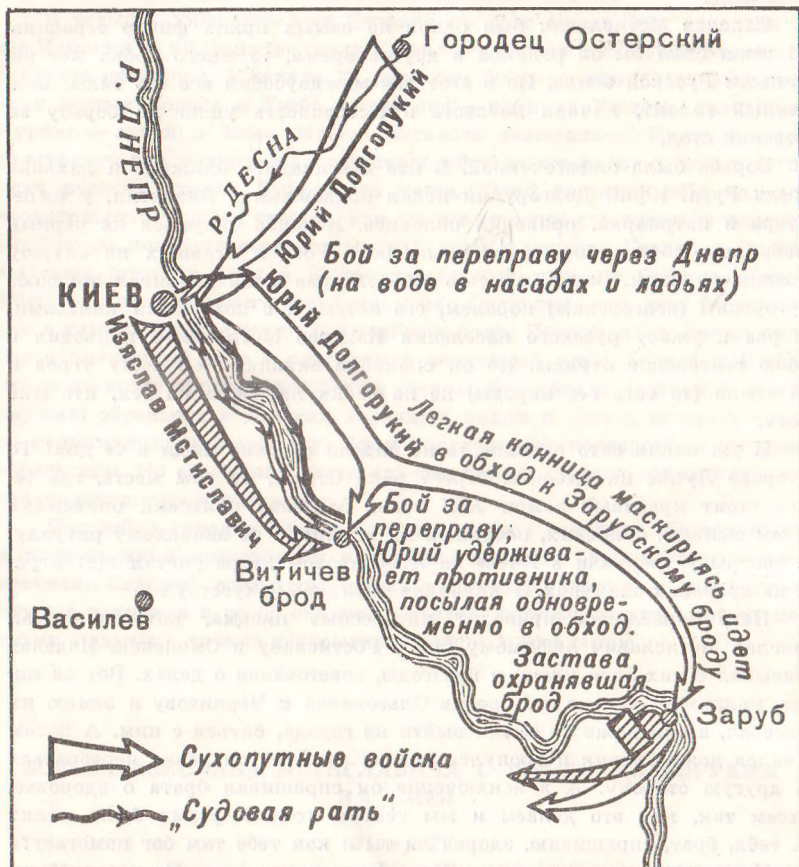 Городец Остерский
Р. ДНЕПР
Р. ДЕСНА
Юрий Долгорукий
КИЕВ
Бой за переправу через Днепр
(на воде в насадах и ладьях)
Юрий Долгорукий
Изяслав Мстиславич
Легкая конница маскируясь идет
в обход к Зарубскому броду
Бой за
переправу.
Юрий удержива-
ет противника,
посылая одновре-
менно
Витичев
брод
Василев
Застава,
охранявшая
брод
Заруб
Сухопутные войска
„Судовая рать"